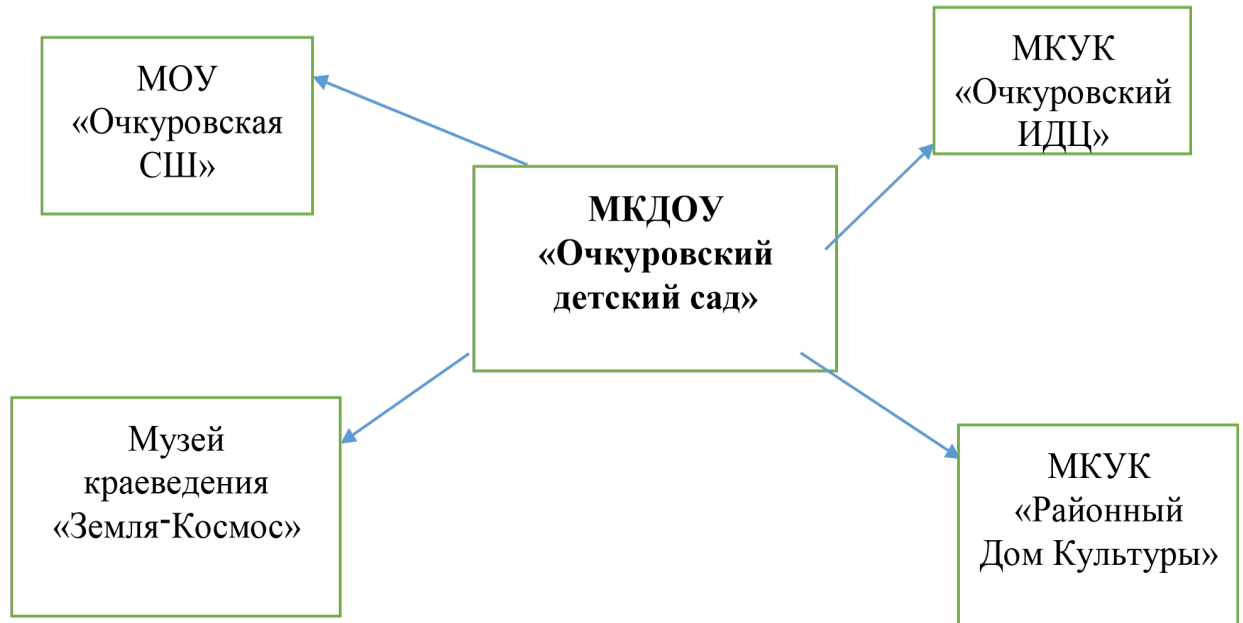 МОУ
«Очкуровская
СШ»
МКУК
«Очкуровский
ИДЦ»
МКДОУ
«Очкуровский
детский сад»
Музей
краеведения
«Земля-Космос»
МКУК
«Районный
Дом Культуры»